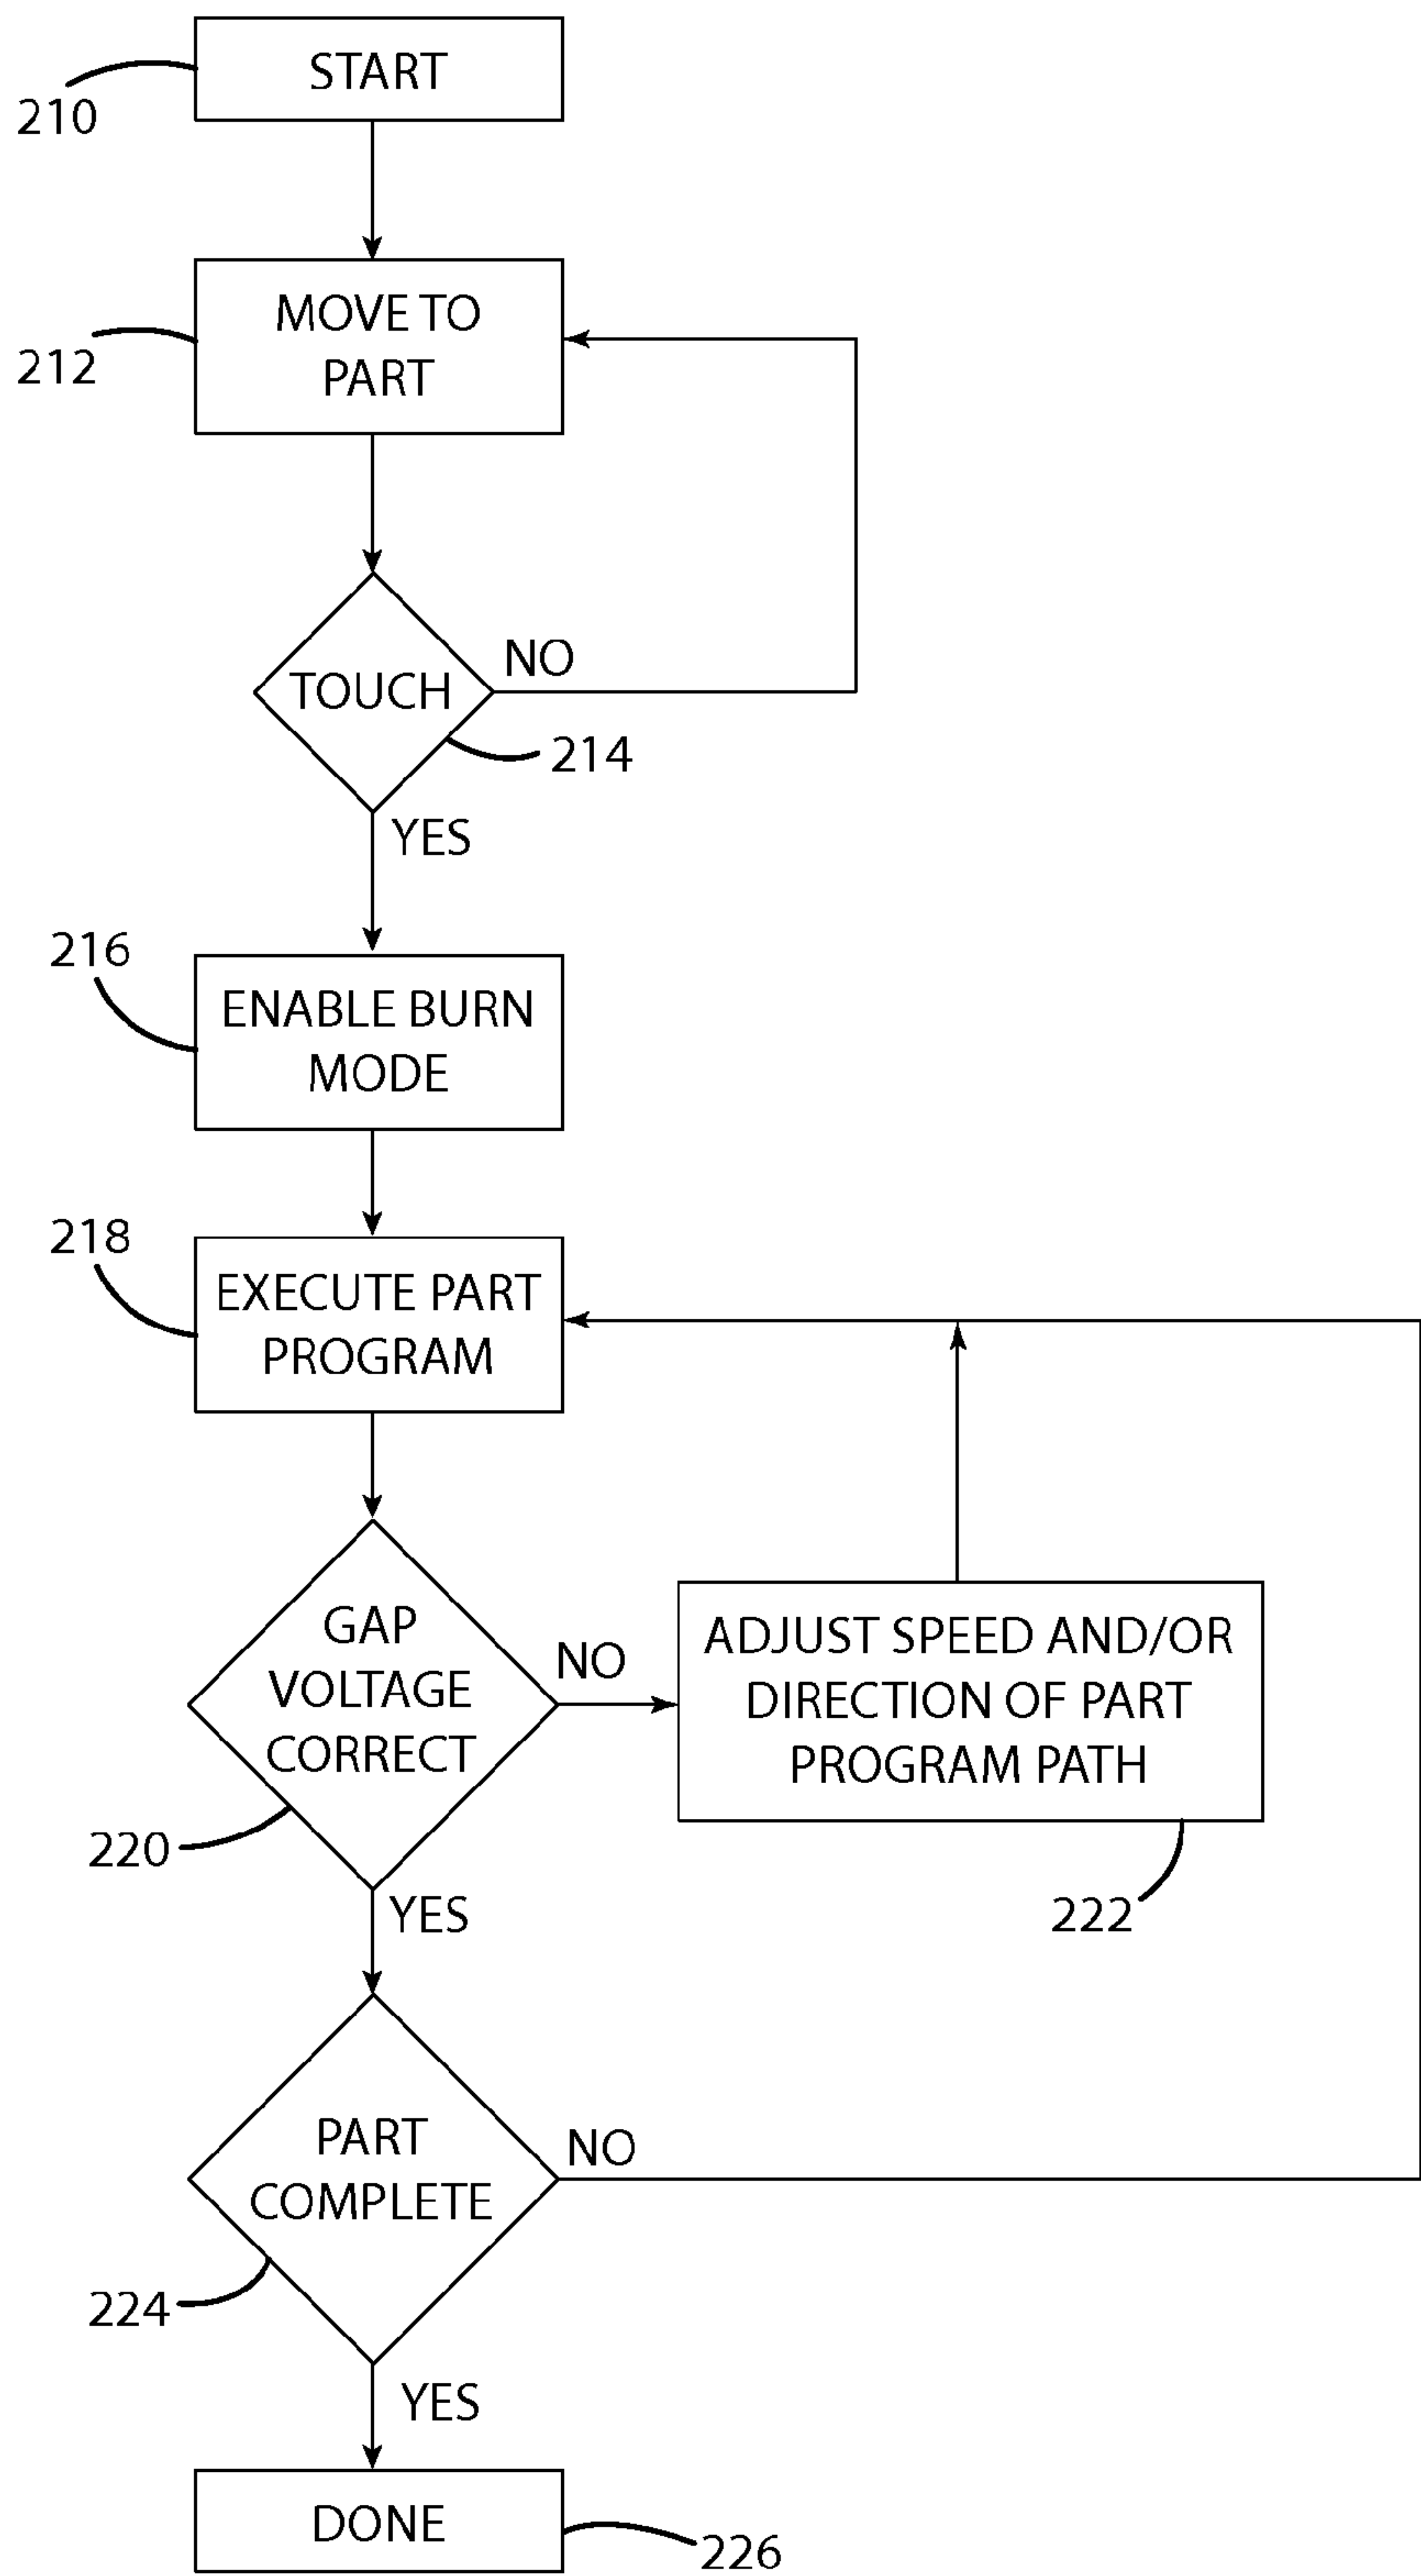 START
210
MOVE TO
PART
212
NO
TOUCH
214
YES
216
ENABLE BURN
MODE
218
EXECUTE PART
PROGRAM
GAP
VOLTAGE
CORRECT
NO
ADJUST SPEED AND/OR
DIRECTION OF PART
PROGRAM PATH
220
222
YES
PART
COMPLETE
NO
224
YES
DONE
226